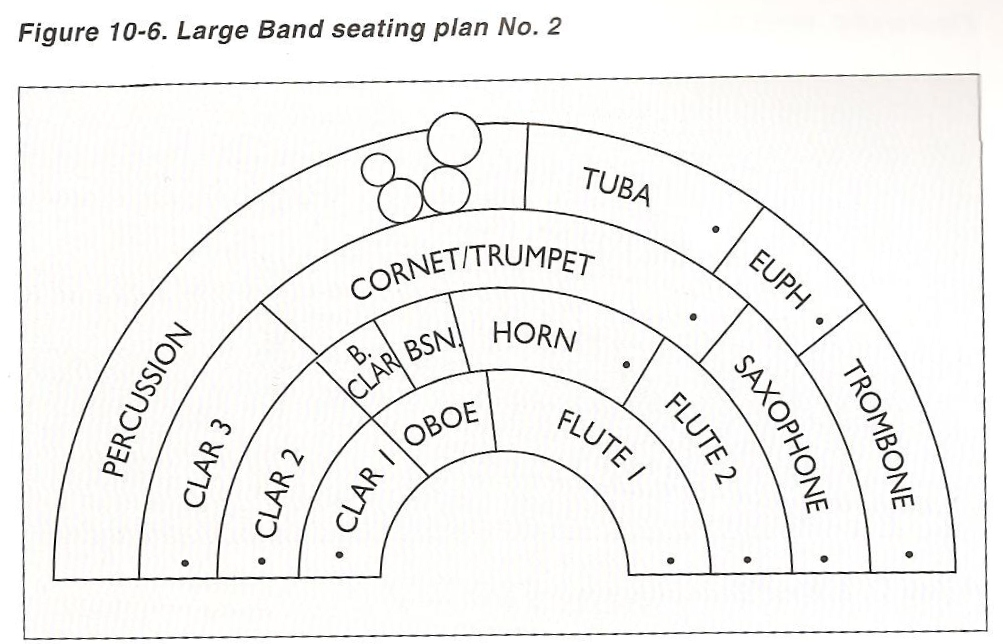 Figure 10-6. Large Band seating plan No. 2
TUBA
EUPH
CORNET/TRUMPET
B.
CLAR
BSN.
HORN
PERCUSSION
CLAR 3
CLAR 2
CLAR 1
OBOE
FLUTE 1
FLUTE 2
SAXOPHONE
TROMBONE